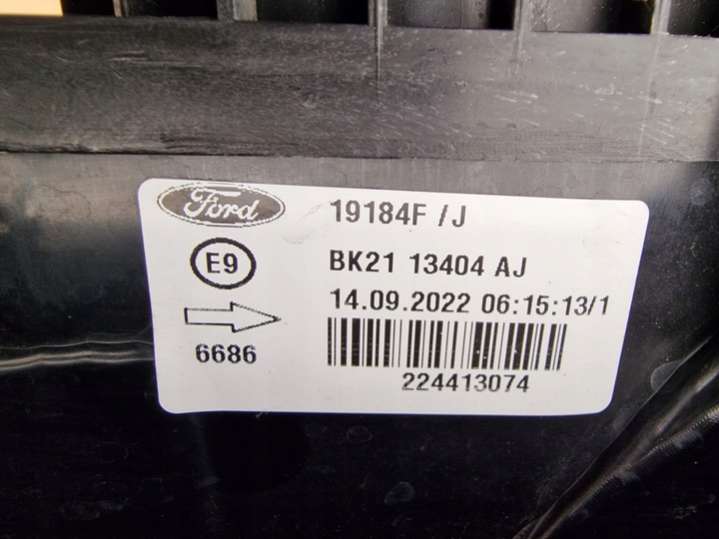 Ford
19184F /J
E9
BK21 13404 AJ
14.09.2022 06:15:13/1
6686
224413074